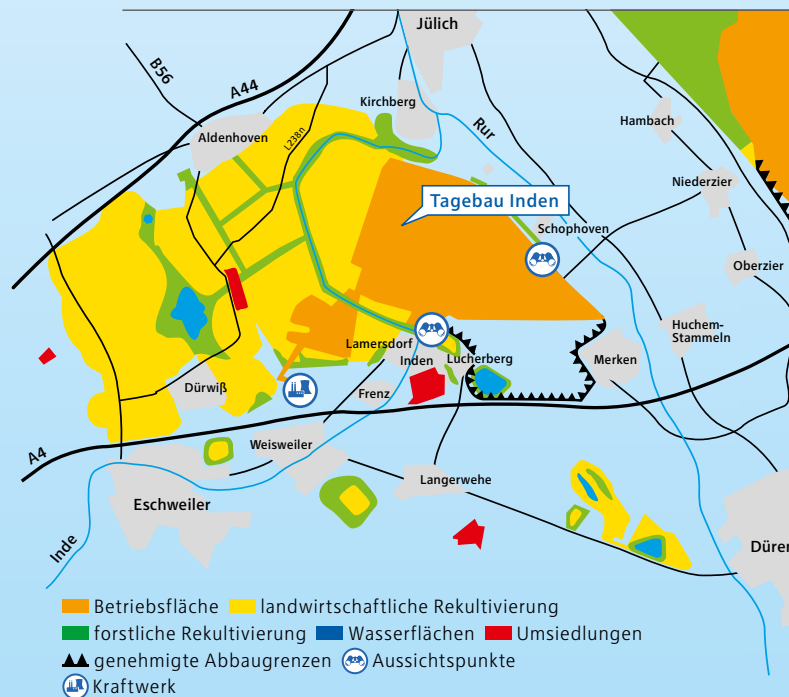 Jülich
B56
A44
Kirchberg
Rur
Aldenhoven
L238n
Hambach
Niederzier
Tagebau Inden
Schophoven
Oberzier
Huchem-
Stammeln
Lamersdorf
Inden
Lucherberg
Merken
Dürwiß
Frenz
A4
Weisweiler
Langerwehe
Eschweiler
Inde
Düren
Betriebsfläche landwirtschaftliche Rekultivierung
forstliche Rekultivierung Wasserflächen Umsiedlungen
genehmigte Abbaugrenzen Aussichtspunkte
Kraftwerk